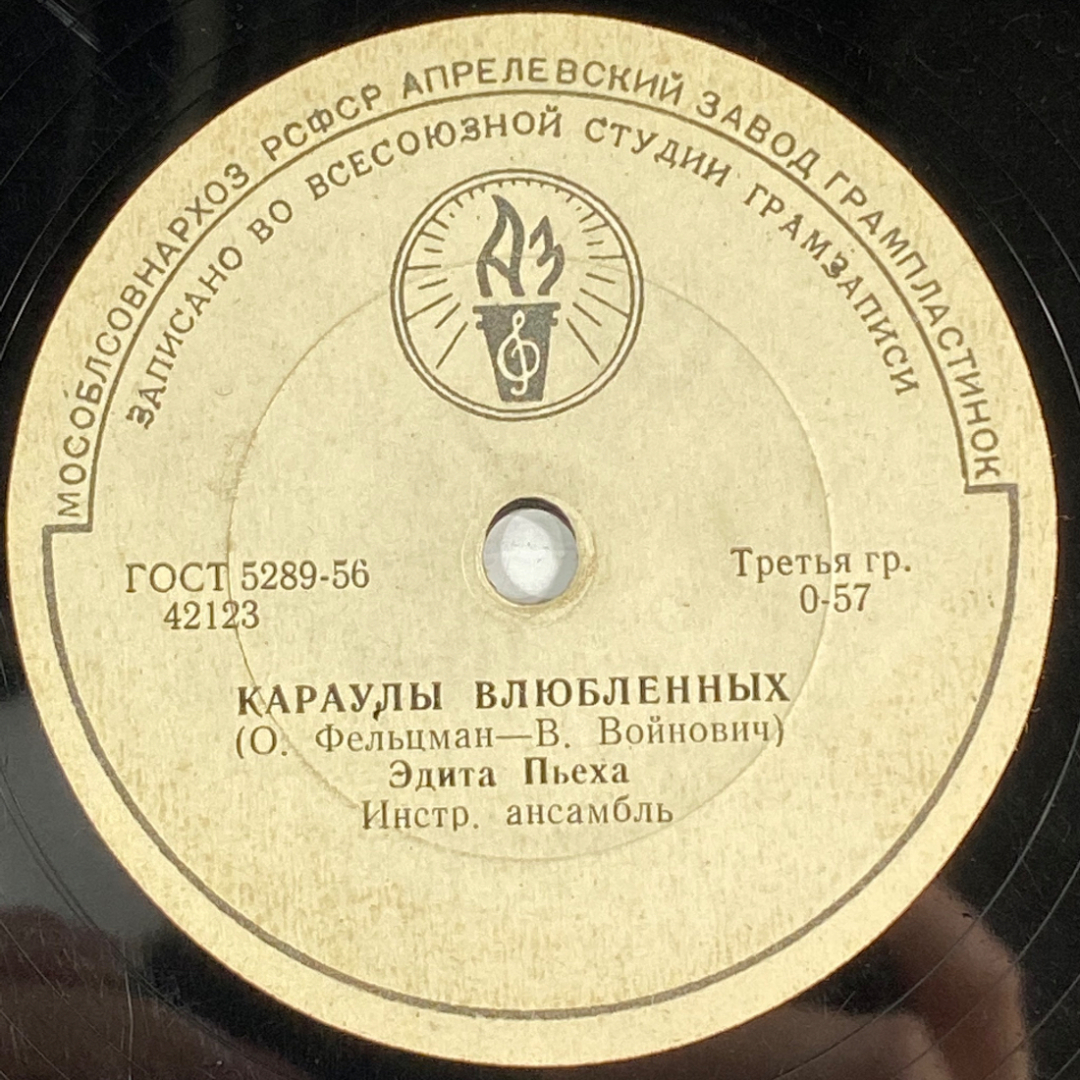 МОСОБЛСОВНАРХОЗ РСФСР АПРЕЛЕВСКИЙ ЗАВОД ГРАМПЛАСТИНОК
ЗАПИСАНО ВО ВСЕСОЮЗНОЙ СТУДИИ ГРАМЗАПИСИ
АЗ
ГОСТ 5289-56
42123
Третья гр.
0-57
КАРАУЛЫ ВЛЮБЛЕННЫХ
(О. Фельцман—В. Войнович)
Эдита Пьеха
Инстр. ансамбль